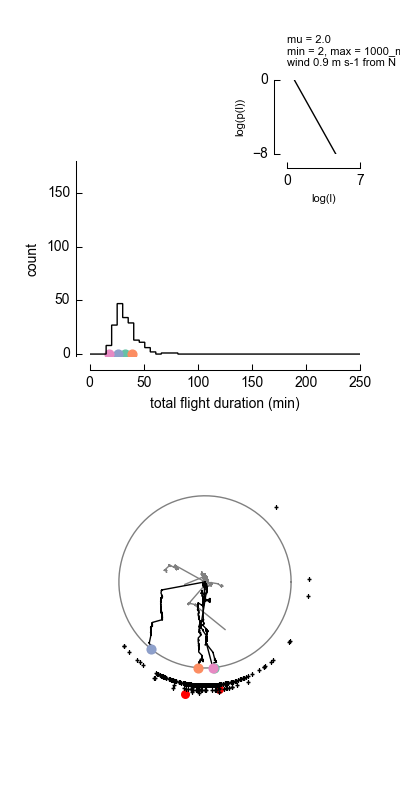 mu = 2.0
min = 2, max = 1000_m
wind 0.9 m s-1 from N
0
log(p(l))
−8
0
7
log(l)
150
100
50
0
count
0
50
100
150
200
250
total flight duration (min)